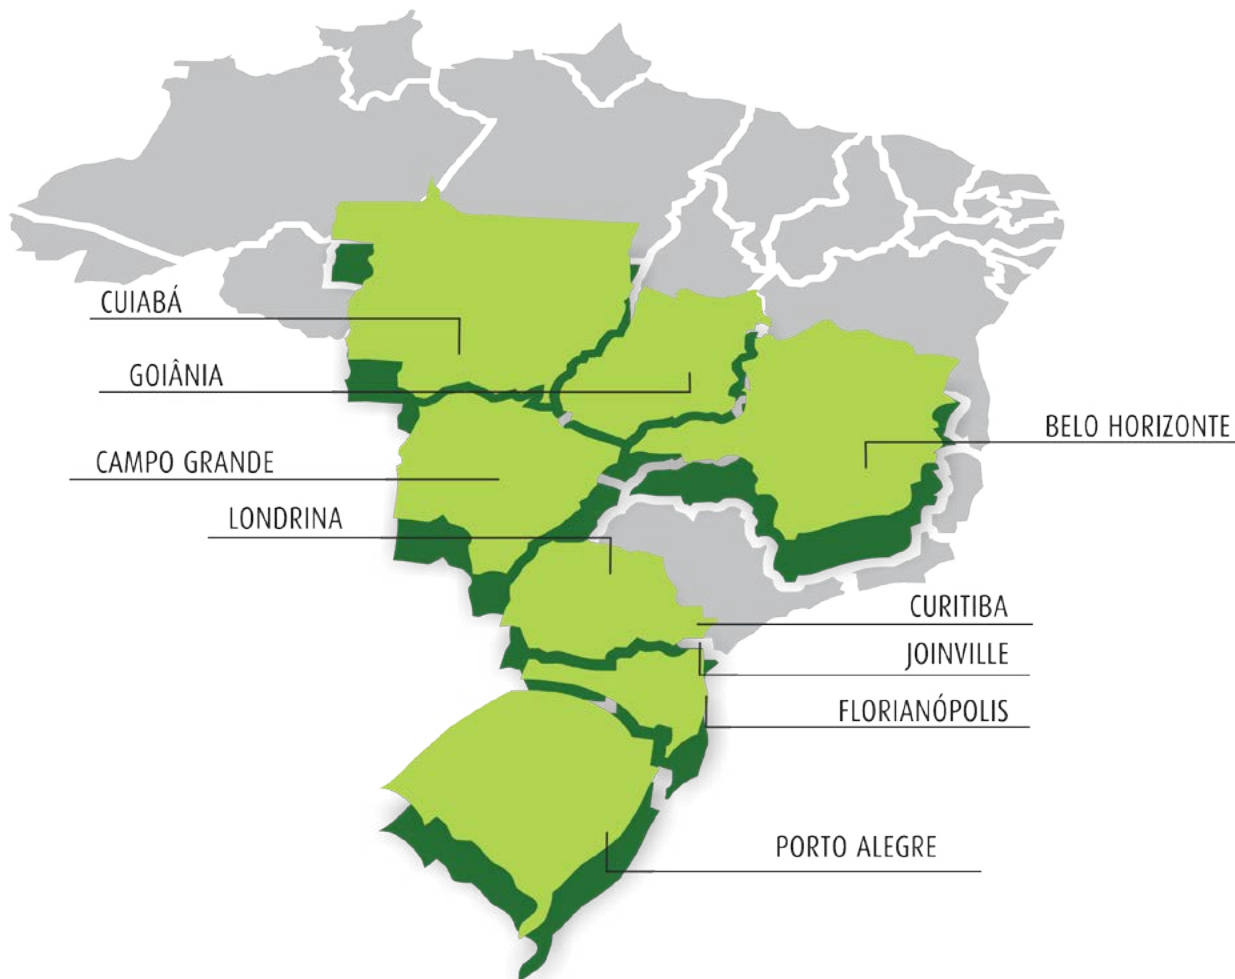 CUIABÁ
GOIÂNIA
BELO HORIZONTE
CAMPO GRANDE
LONDRINA
CURITIBA
JOINVILLE
FLORIANÓPOLIS
PORTO ALEGRE